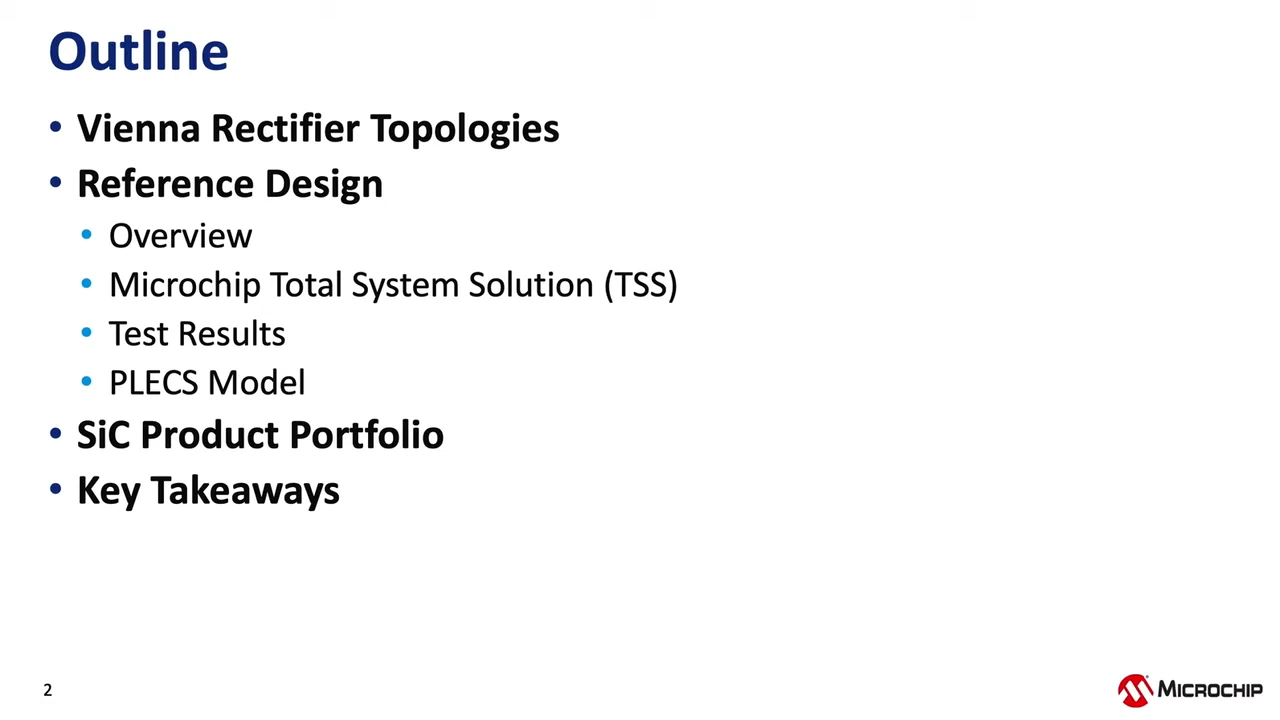 Outline
• Vienna Rectifier Topologies
• Reference Design
• Overview
• Microchip Total System Solution (TSS)
• Test Results
• PLECS Model
• SiC Product Portfolio
• Key Takeaways
2
MICROCHIP